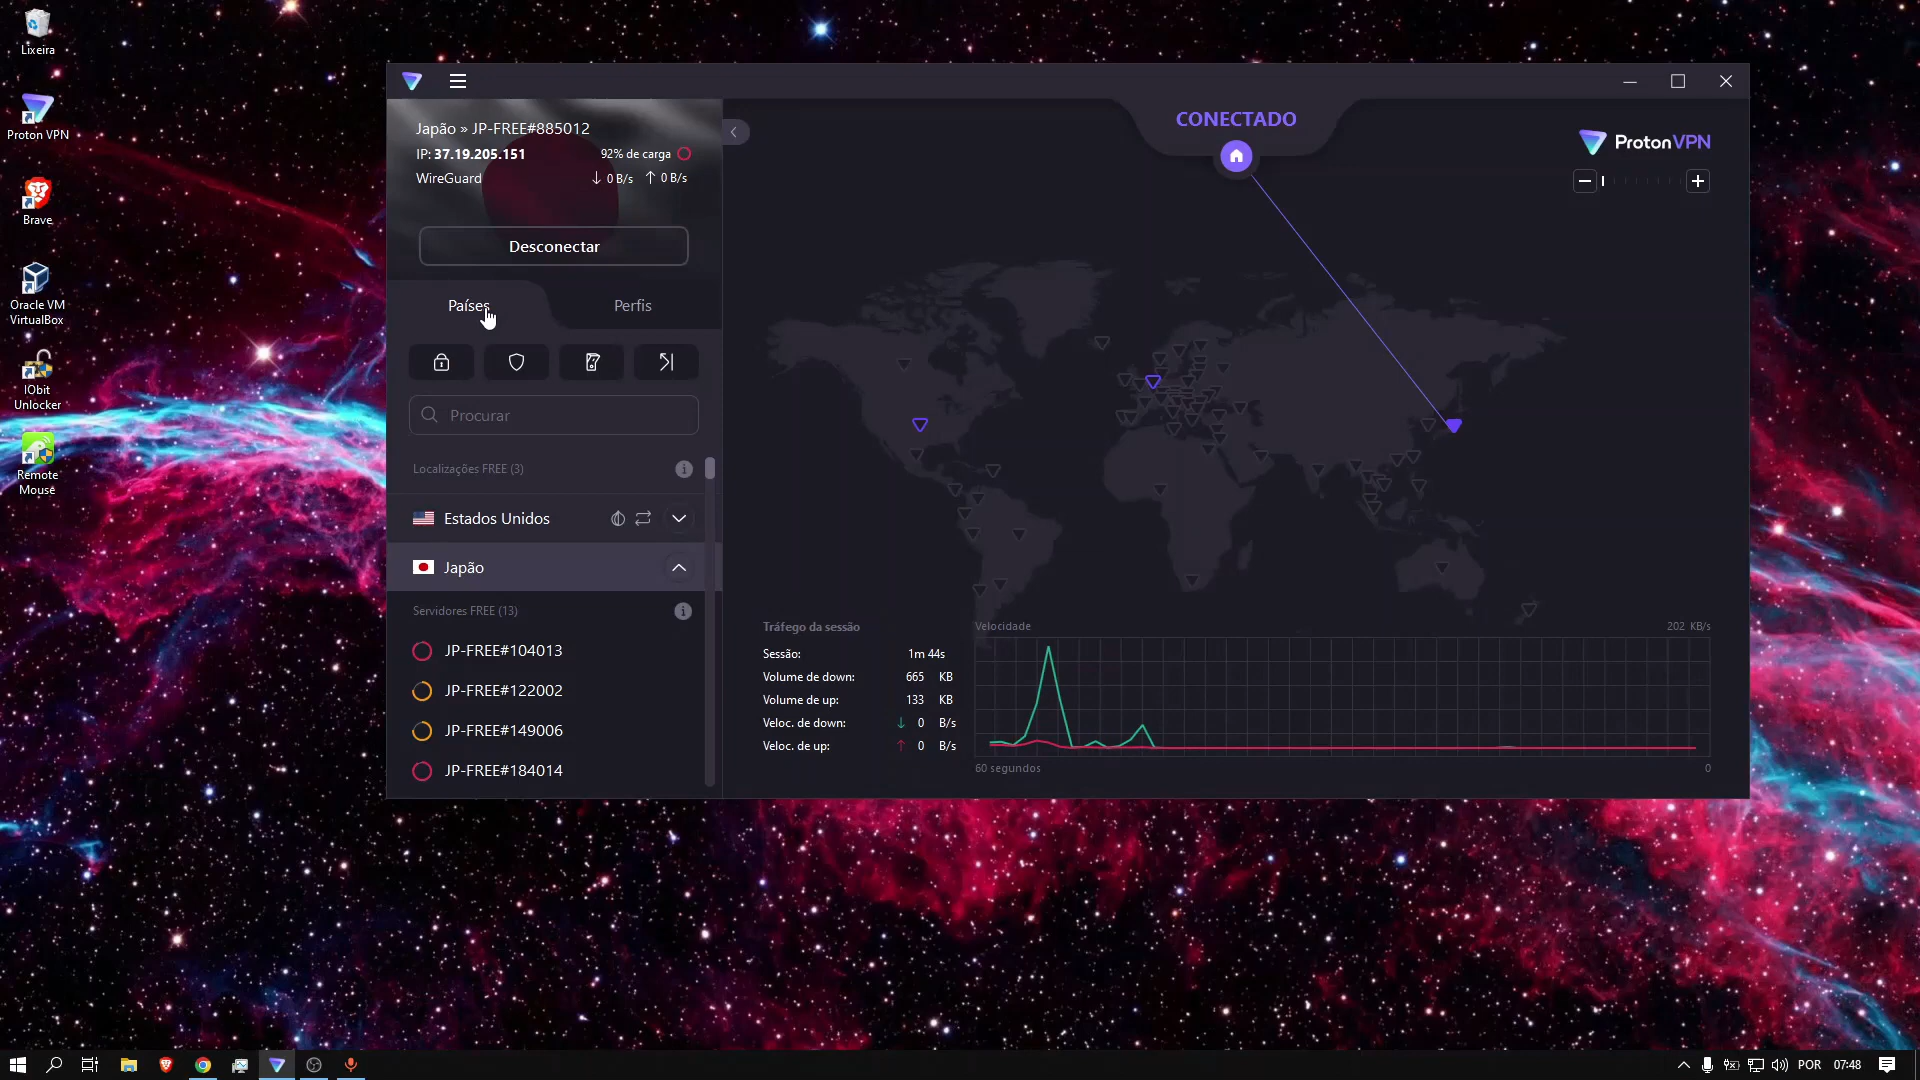 Lixeira
Proton VPN
Brave
Oracle VM
VirtualBox
IObit
Unlocker
Remote
Mouse
Japão » JP-FREE#885012
IP: 37.19.205.151
92% de carga
WireGuard
0 B/s
0 B/s
Desconectar
Países
Perfis
Procurar
Localizações FREE (3)
Estados Unidos
Japão
Servidores FREE (13)
JP-FREE#104013
JP-FREE#122002
JP-FREE#149006
JP-FREE#184014
CONECTADO
ProtonVPN
Tráfego da sessão
Sessão: 1m 44s
Volume de down: 665 KB
Volume de up: 133 KB
Veloc. de down: 0 B/s
Veloc. de up: 0 B/s
Velocidade
202 KB/s
60 segundos
0
POR
07:48